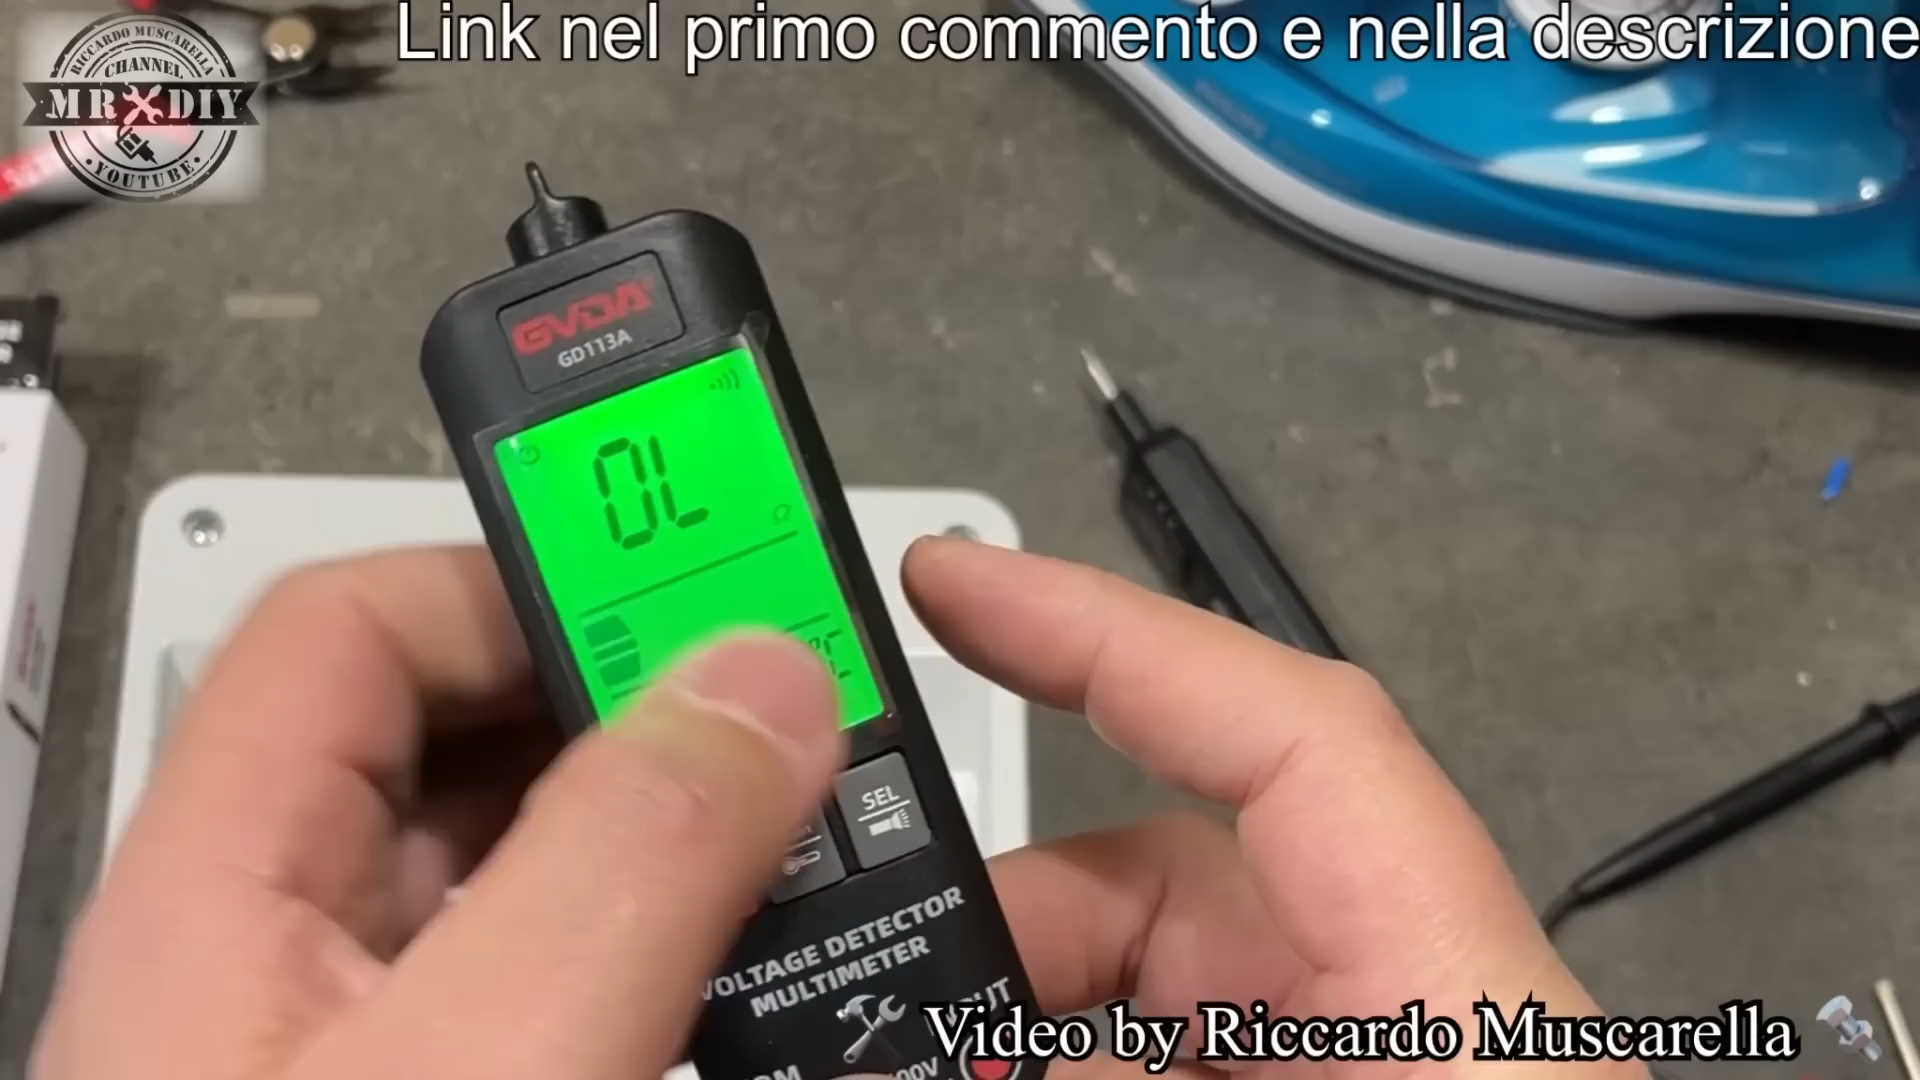 Link nel primo commento e nella descrizione
RICCARDO MUSCARELLA
CHANNEL
MR DIY
YOUTUBE
GVDA
GD113A
OL
Ω
SEL
VOLTAGE DETECTOR
MULTIMETER
Video by Riccardo Muscarella